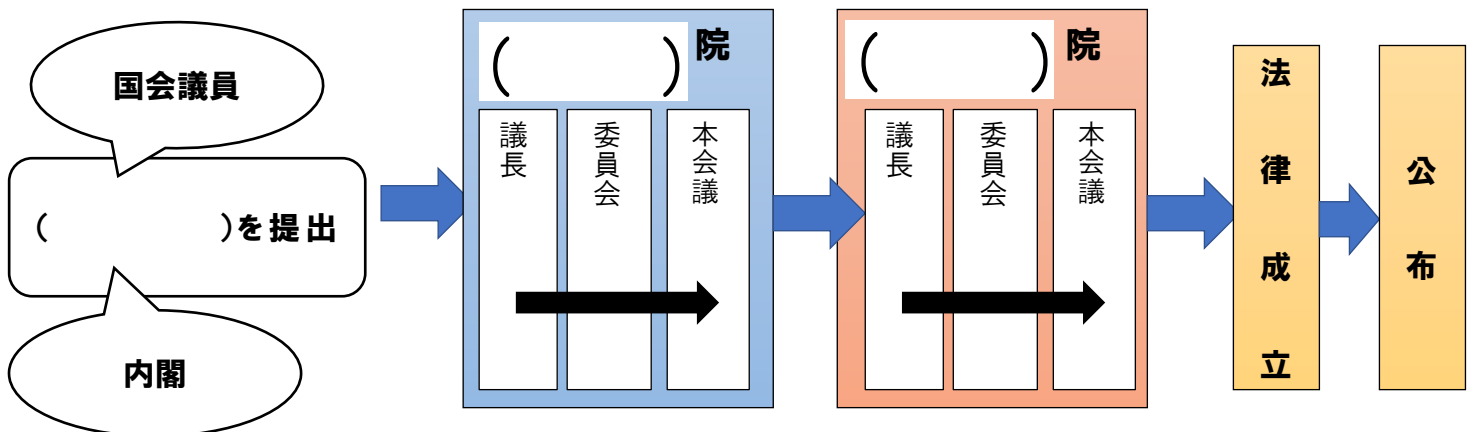 国会議員
(　　　　　)を提出
内閣
(　　　　)院
議長
委員会
本会議
(　　　　)院
議長
委員会
本会議
法律成立
公布